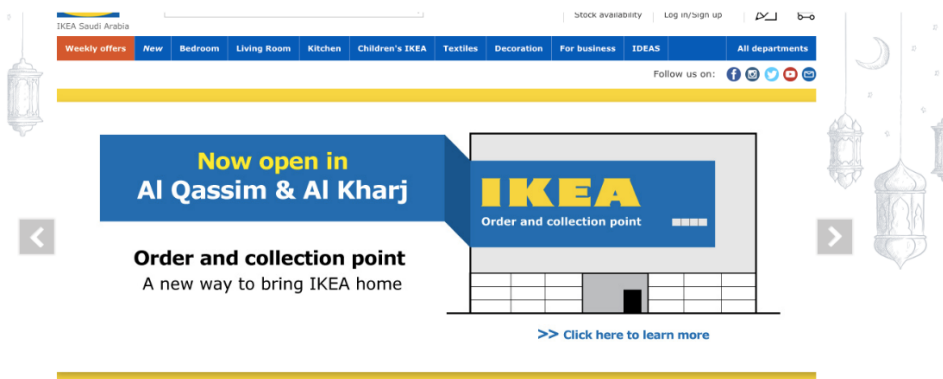 IKEA Saudi Arabia
Stock availability Log in/Sign up
Weekly offers New Bedroom Living Room Kitchen Children's IKEA Textiles Decoration For business IDEAS All departments
Follow us on:
Now open in
Al Qassim & Al Kharj
IKEA
Order and collection point
Order and collection point
A new way to bring IKEA home
>> Click here to learn more